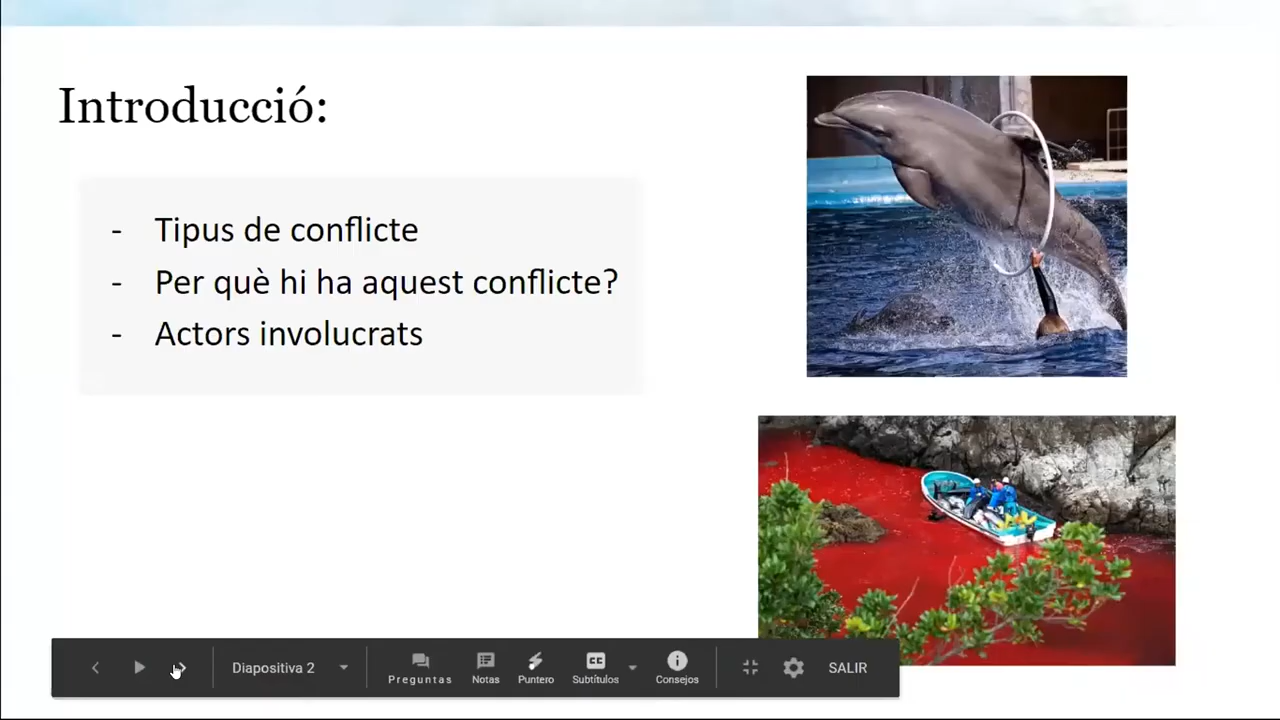 Introducció:
- Tipus de conflicte
- Per què hi ha aquest conflicte?
- Actors involucrats
Diapositiva 2
Preguntas
Notas
Puntero
CC
Subtítulos
Consejos
SALIR